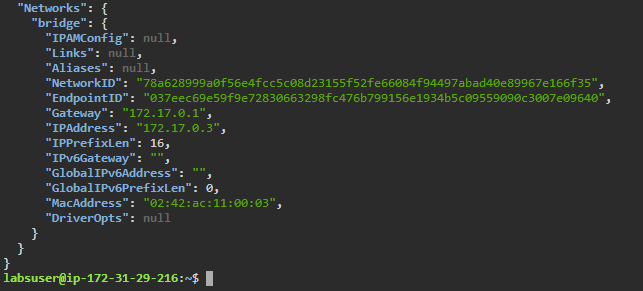 "Networks": {
"bridge": {
"IPAMConfig": null,
"Links": null,
"Aliases": null,
"NetworkID": "78a628999a0f56e4fcc5c08d23155f52fe66084f94497abad40e89967e166f35",
"EndpointID": "037eec69e59f9e72830663298fc476b799156e1934b5c09559090c3007e09640",
"Gateway": "172.17.0.1",
"IPAddress": "172.17.0.3",
"IPPrefixLen": 16,
"IPv6Gateway": "",
"GlobalIPv6Address": "",
"GlobalIPv6PrefixLen": 0,
"MacAddress": "02:42:ac:11:00:03",
"DriverOpts": null
}
}
}
labsuser@ip-172-31-29-216:~$